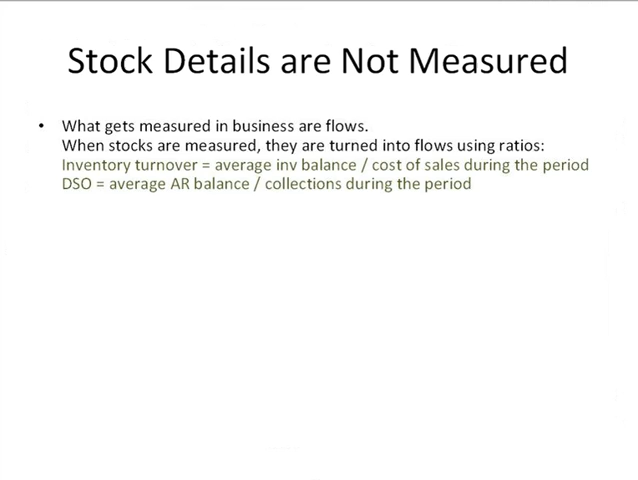 Stock Details are Not Measured
• What gets measured in business are flows.
When stocks are measured, they are turned into flows using ratios:
Inventory turnover = average inv balance / cost of sales during the period
DSO = average AR balance / collections during the period